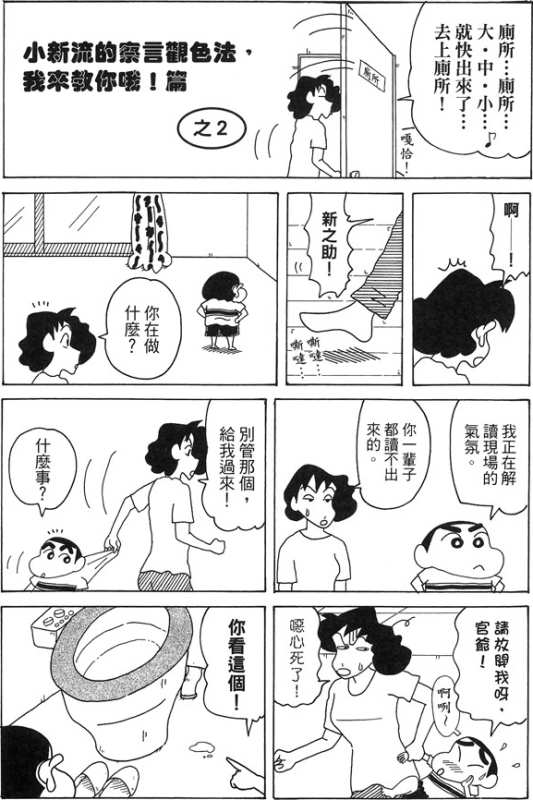 小新流的察言觀色法，
我來教你哦！篇
之2
廁所…廁所…
大・中・小…♪
就快出來了…
去上廁所！
廁所
嘎恰！
啊——！
新之助！
嘶噠…
嘶噠…
你在做
什麼？
我正在解
讀現場的
氣氛。
你一輩子
都讀不出
來的。
別管那個，
給我過來！
什麼事？
請放開我呀，
官爺！
啊咧～
噁心死了！
你看這個！